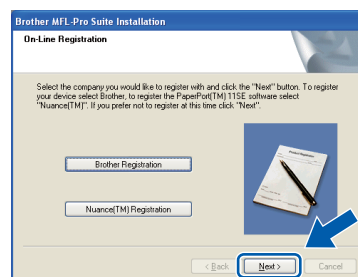 Brother MFL-Pro Suite Installation
On-Line Registration
Select the company you would like to register with and click the "Next" button. To register
your device select Brother, to register the PaperPort(TM) 11SE software select
"Nuance(TM)". If you prefer not to register at this time click "Next".
Brother Registration
Nuance(TM) Registration
< Back
Next >
Cancel